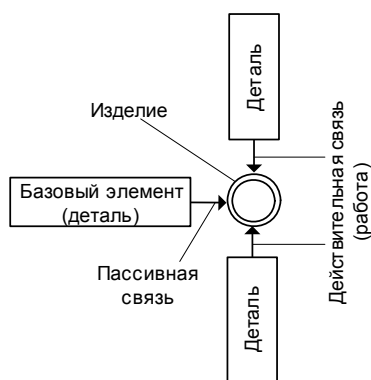 Деталь
Изделие
Базовый элемент
(деталь)
Пассивная
связь
Действительная связь
(работа)
Деталь